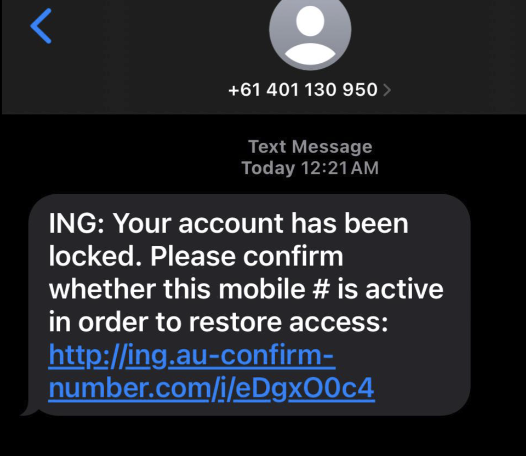 +61 401 130 950 >
Text Message
Today 12:21 AM
ING: Your account has been
locked. Please confirm
whether this mobile # is active
in order to restore access:
http://ing.au-confirm-
number.com/i/eDgxO0c4